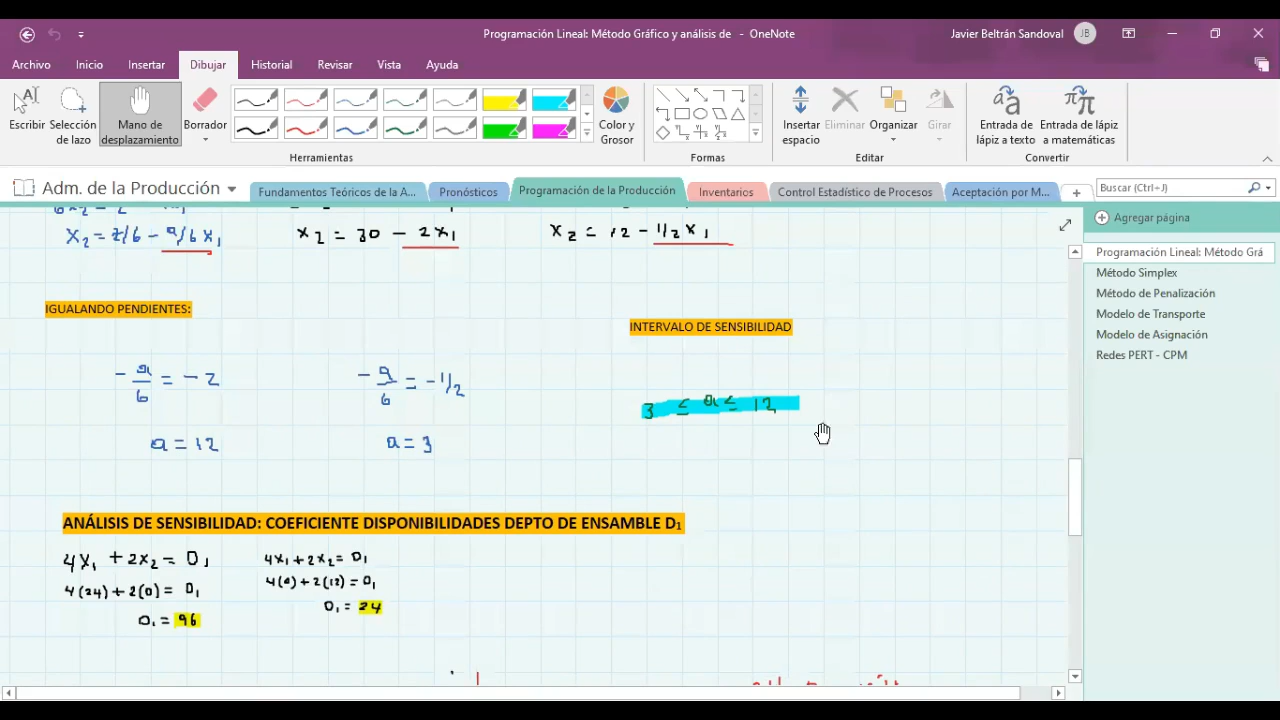 Programación Lineal: Método Gráfico y análisis de - OneNote
Javier Beltrán Sandoval JB
Archivo Inicio Insertar Dibujar Historial Revisar Vista Ayuda
Escribir
Selección de lazo
Mano de desplazamiento
Borrador
Color y Grosor
Insertar espacio
Eliminar
Organizar
Girar
Entrada de lápiz a texto
Entrada de lápiz a matemáticas
Herramientas Formas Editar Convertir
Adm. de la Producción
Fundamentos Teóricos de la A...
Pronósticos
Programación de la Producción
Inventarios
Control Estadístico de Procesos
Aceptación por M...
Buscar (Ctrl+J)
Agregar página
Programación Lineal: Método Grá
Método Simplex
Método de Penalización
Modelo de Transporte
Modelo de Asignación
Redes PERT - CPM
X2 = Z/6 - a/6 X1
X2 = 30 - 2X1
X2 = 12 - 1/2 X1
IGUALANDO PENDIENTES:
INTERVALO DE SENSIBILIDAD
- a/6 = - 2
- a/6 = - 1/2
3 ≤ a ≤ 12
a = 12
a = 3
ANÁLISIS DE SENSIBILIDAD: COEFICIENTE DISPONIBILIDADES DEPTO DE ENSAMBLE D1
4X1 + 2X2 = D1
4X1 + 2X2 = D1
4(24) + 2(0) = D1
4(0) + 2(12) = D1
D1 = 96
D1 = 24